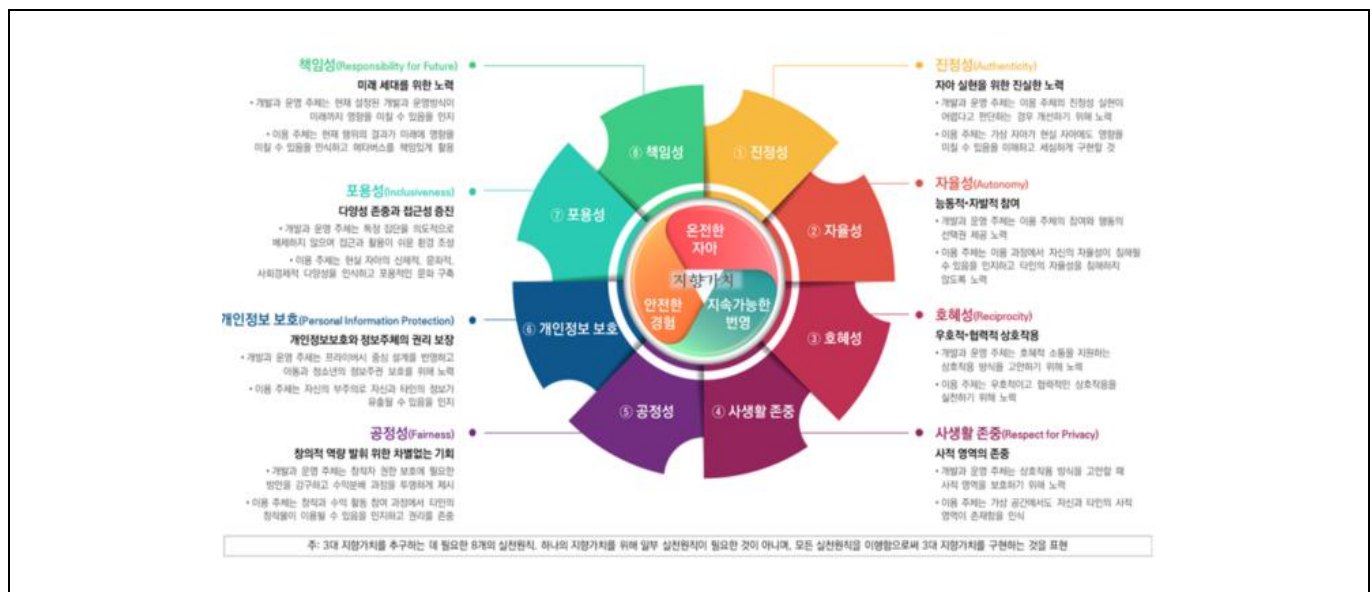 책임성(Responsibility for Future)
미래 세대를 위한 노력
• 개발과 운영 주체는 현재 설정된 개발과 운영방식이
미래까지 영향을 미칠 수 있음을 인지
• 이용 주체는 현재 행위의 결과가 미래에 영향을
미칠 수 있음을 인식하고 메타버스를 책임있게 활용
포용성(Inclusiveness)
다양성 존중과 접근성 증진
• 개발과 운영 주체는 특정 집단을 의도적으로
배제하지 않으며 접근과 활용이 쉬운 환경 조성
• 이용 주체는 현실 자아의 신체적, 문화적,
사회경제적 다양성을 인식하고 포용적인 문화 구축
개인정보 보호(Personal Information Protection)
개인정보보호와 정보주체의 권리 보장
• 개발과 운영 주체는 프라이버시 중심 설계를 반영하고
아동과 청소년의 정보주권 보호를 위해 노력
• 이용 주체는 자신의 부주의로 자신과 타인의 정보가
유출될 수 있음을 인지
공정성(Fairness)
창의적 역량 발휘 위한 차별없는 기회
• 개발과 운영 주체는 창작자 권한 보호에 필요한
방안을 강구하고 수익분배 과정을 투명하게 제시
• 이용 주체는 창작과 수익 활동 참여 과정에서 타인의
창작물이 이용될 수 있음을 인지하고 권리를 존중
⑧ 책임성
① 진정성
⑦ 포용성
② 자율성
⑥ 개인정보 보호
③ 호혜성
⑤ 공정성
④ 사생활 존중
온전한
자아
지향가치
안전한
경험
지속가능한
번영
진정성(Authenticity)
자아 실현을 위한 진실한 노력
• 개발과 운영 주체는 이용 주체의 진정성 실현이
어렵다고 판단하는 경우 개선하기 위해 노력
• 이용 주체는 가상 자아가 현실 자아에도 영향을
미칠 수 있음을 이해하고 세심하게 구현할 것
자율성(Autonomy)
능동적·자발적 참여
• 개발과 운영 주체는 이용 주체의 참여와 행동의
선택권 제공 노력
• 이용 주체는 이용 과정에서 자신의 자율성이 침해될
수 있음을 인지하고 타인의 자율성을 침해하지
않도록 노력
호혜성(Reciprocity)
우호적·협력적 상호작용
• 개발과 운영 주체는 호혜적 소통을 지원하는
상호작용 방식을 고안하기 위해 노력
• 이용 주체는 우호적이고 협력적인 상호작용을
실천하기 위해 노력
사생활 존중(Respect for Privacy)
사적 영역의 존중
• 개발과 운영 주체는 상호작용 방식을 고안할 때
사적 영역을 보호하기 위해 노력
• 이용 주체는 가상 공간에서도 자신과 타인의 사적
영역이 존재함을 인식
주: 3대 지향가치를 추구하는 데 필요한 8개의 실천원칙. 하나의 지향가치를 위해 일부 실천원칙이 필요한 것이 아니며, 모든 실천원칙을 이행함으로써 3대 지향가치를 구현하는 것을 표현